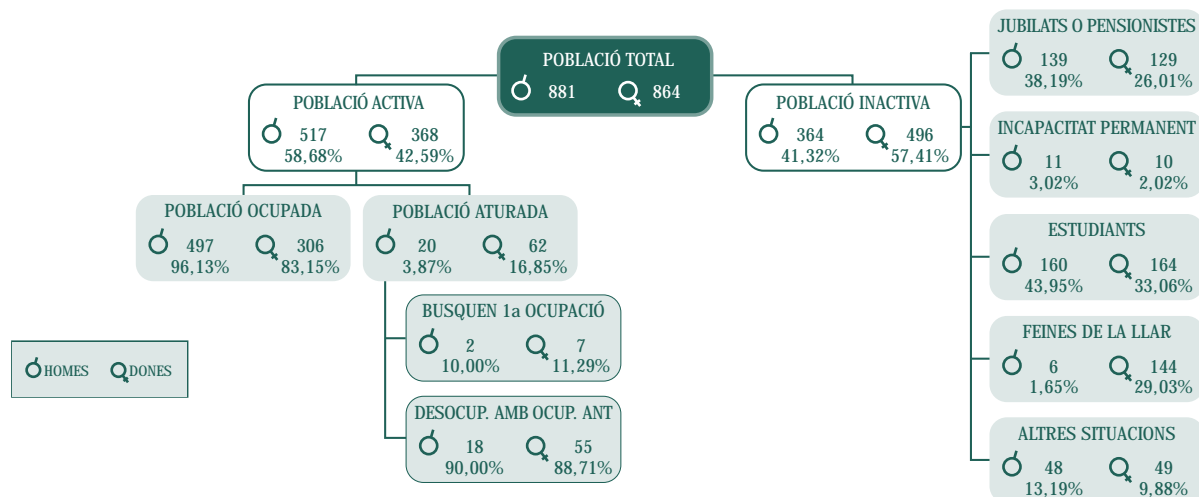 POBLACIÓ TOTAL
881 864
POBLACIÓ ACTIVA
517 368
58,68% 42,59%
POBLACIÓ OCUPADA
497 306
96,13% 83,15%
POBLACIÓ ATURADA
20 62
3,87% 16,85%
BUSQUEN 1a OCUPACIÓ
2 7
10,00% 11,29%
DESOCUP. AMB OCUP. ANT
18 55
90,00% 88,71%
POBLACIÓ INACTIVA
364 496
41,32% 57,41%
JUBILATS O PENSIONISTES
139 129
38,19% 26,01%
INCAPACITAT PERMANENT
11 10
3,02% 2,02%
ESTUDIANTS
160 164
43,95% 33,06%
FEINES DE LA LLAR
6 144
1,65% 29,03%
ALTRES SITUACIONS
48 49
13,19% 9,88%
HOMES DONES